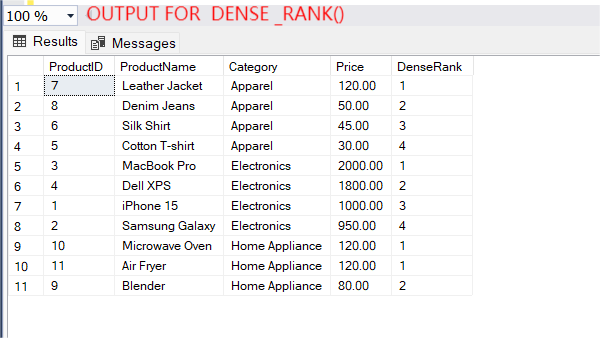 100 % OUTPUT FOR DENSE _RANK()
Results Messages
ProductID ProductName Category Price DenseRank
1 7 Leather Jacket Apparel 120.00 1
2 8 Denim Jeans Apparel 50.00 2
3 6 Silk Shirt Apparel 45.00 3
4 5 Cotton T-shirt Apparel 30.00 4
5 3 MacBook Pro Electronics 2000.00 1
6 4 Dell XPS Electronics 1800.00 2
7 1 iPhone 15 Electronics 1000.00 3
8 2 Samsung Galaxy Electronics 950.00 4
9 10 Microwave Oven Home Appliance 120.00 1
10 11 Air Fryer Home Appliance 120.00 1
11 9 Blender Home Appliance 80.00 2